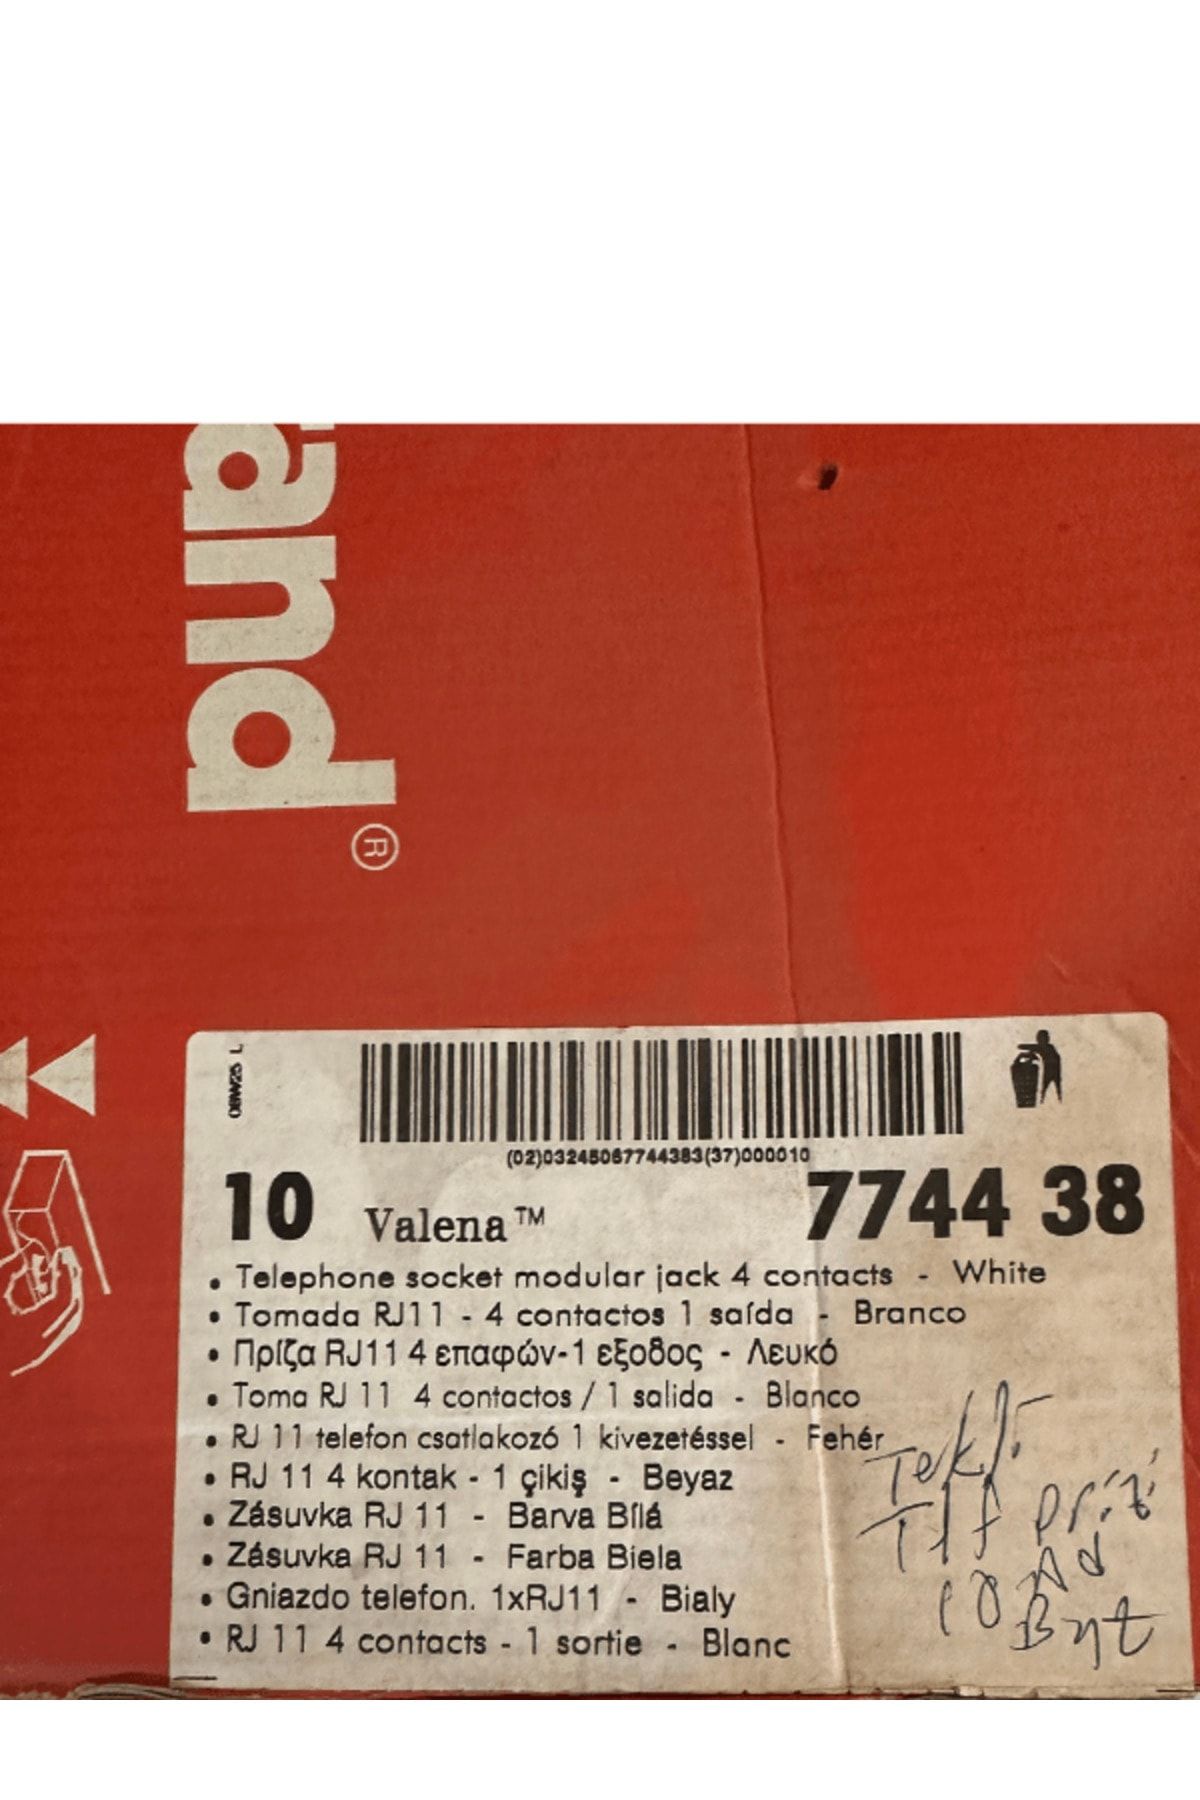 and®
08W25 L
(02)03245067744383(37)000010
10 Valena™ 7744 38
• Telephone socket modular jack 4 contacts - White
• Tomada RJ11 - 4 contactos 1 saída - Branco
• Πρίζα RJ11 4 επαφών-1 εξοδος - Λευκό
• Toma RJ 11 4 contactos / 1 salida - Blanco
• RJ 11 telefon csatlakozó 1 kivezetéssel - Fehér
• RJ 11 4 kontak - 1 çikiş - Beyaz
• Zásuvka RJ 11 - Barva Bílá
• Zásuvka RJ 11 - Farba Biela
• Gniazdo telefon. 1xRJ11 - Bialy
• RJ 11 4 contacts - 1 sortie - Blanc
Tekli
Tlf prizi
10 Ad
Byz